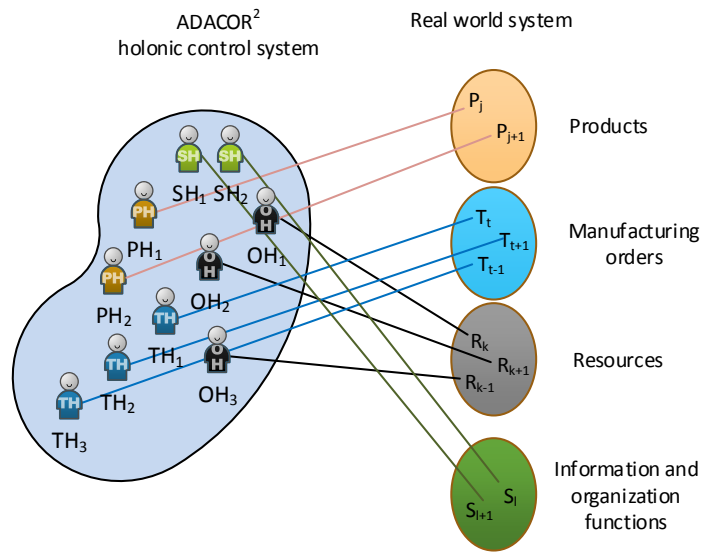 ADACOR²
holonic control system
Real world system
Pⱼ
Pⱼ₊₁
Products
SH
SH
SH₁ SH₂
PH
PH₁
OH
OH₁
Tₜ
Tₜ₊₁
Tₜ₋₁
Manufacturing
orders
PH
PH₂
OH
OH₂
TH
TH₁
OH
OH₃
TH
TH₂
TH
TH₃
Rₖ
Rₖ₊₁
Rₖ₋₁
Resources
Sₗ
Sₗ₊₁
Information and
organization
functions